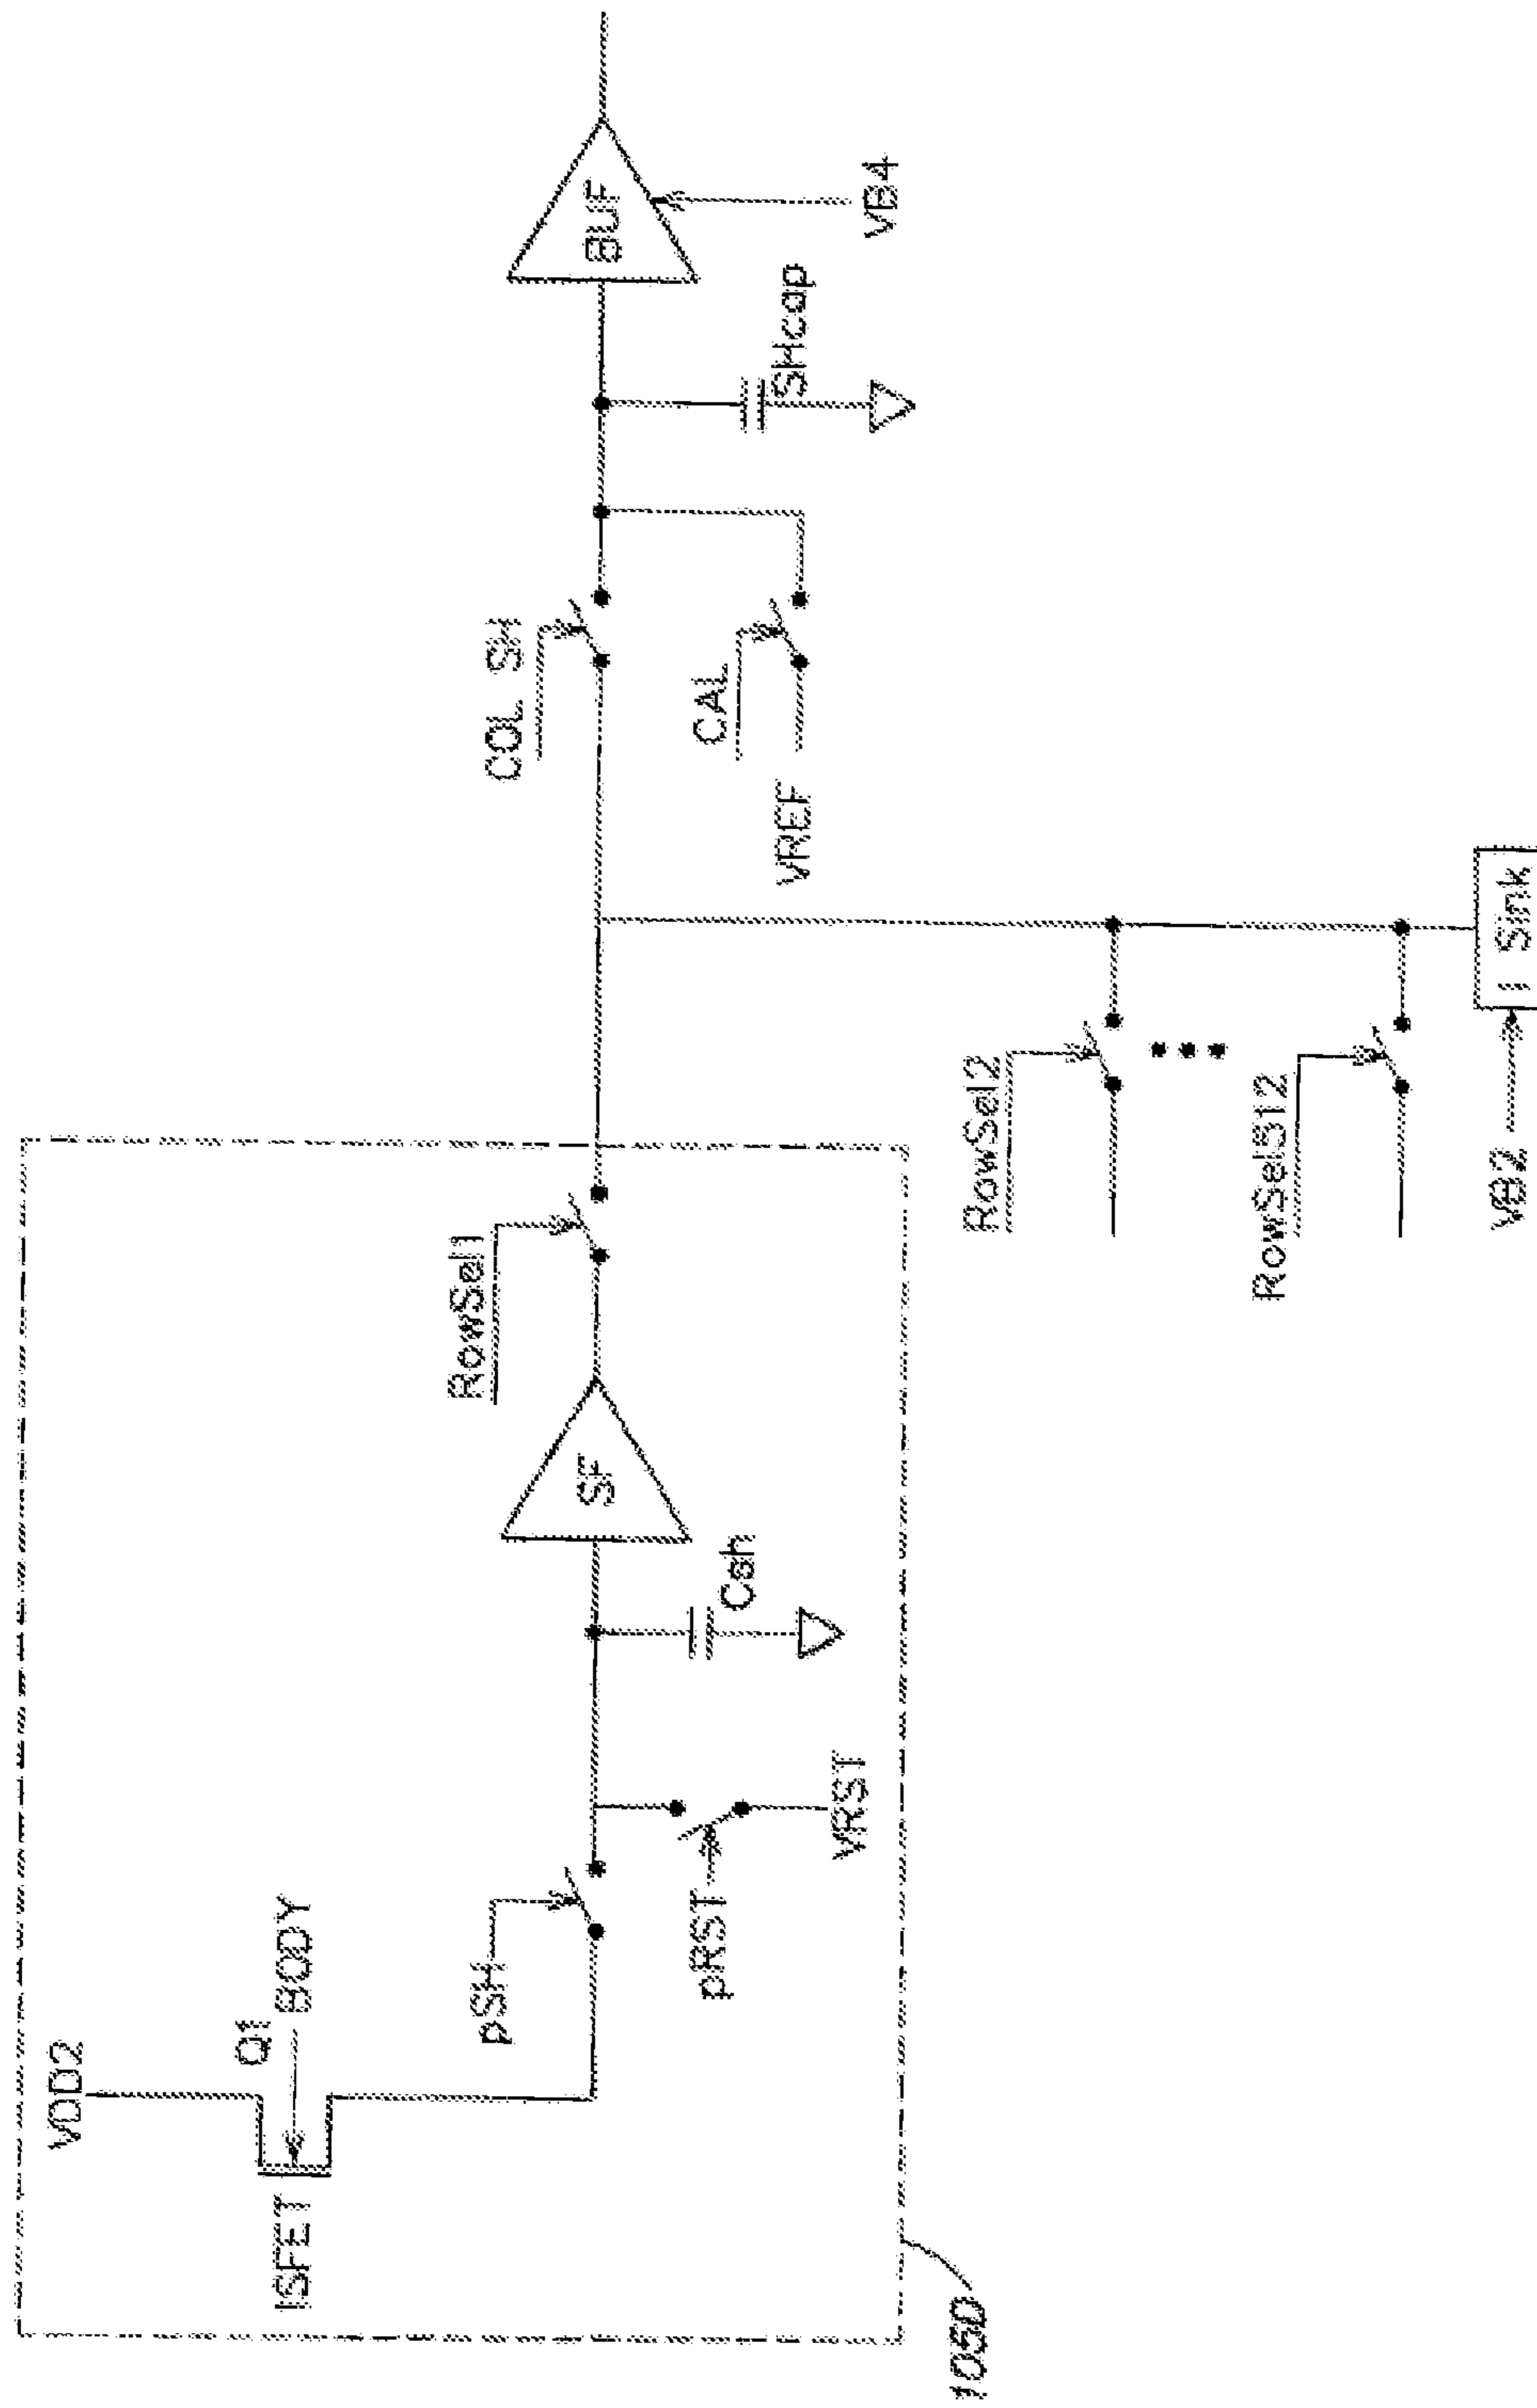 VDD2
Q1
BODY
ISFET
pSH
pRST
VRST
Csh
SF
RowSel1
RowSel2
RowSel512
VB2
I Sink
COL SH
CAL
VREF
SHcap
BUF
VB4
105D